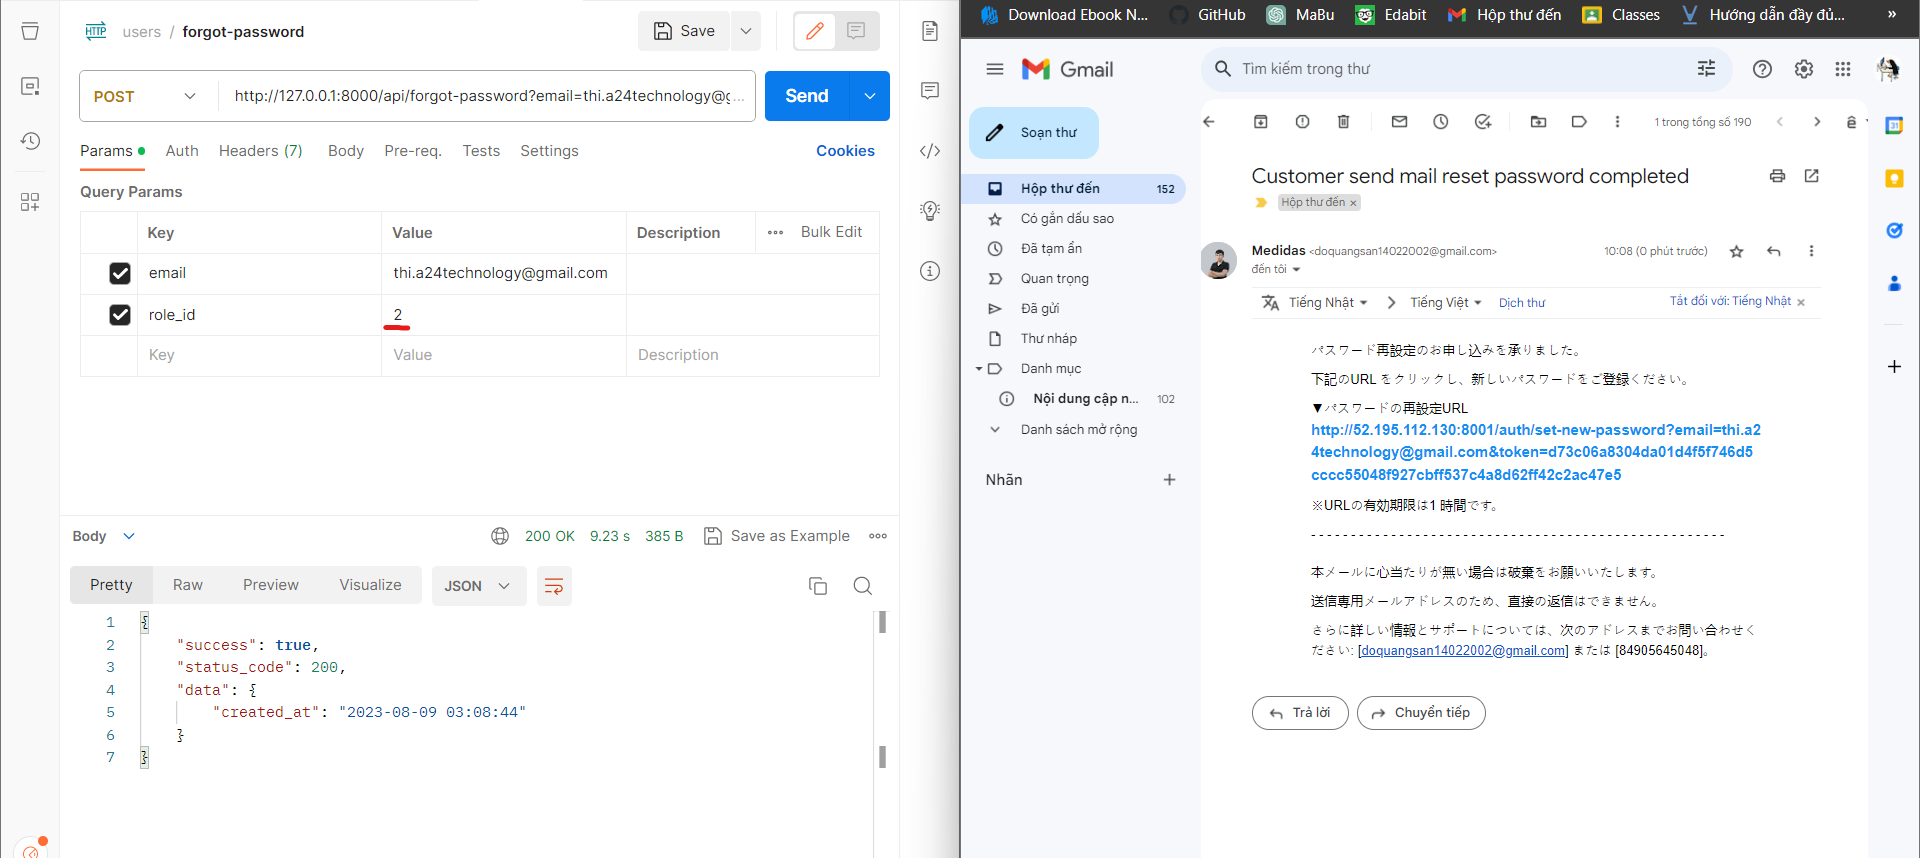 users / forgot-password
Save
POST
http://127.0.0.1:8000/api/forgot-password?email=thi.a24technology@g...
Send
Params
Auth
Headers (7)
Body
Pre-req.
Tests
Settings
Cookies
Query Params
Key
Value
Description
Bulk Edit
email
thi.a24technology@gmail.com
role_id
2
Key
Value
Description
Body
200 OK
9.23 s
385 B
Save as Example
Pretty
Raw
Preview
Visualize
JSON
1 {
2 "success": true,
3 "status_code": 200,
4 "data": {
5 "created_at": "2023-08-09 03:08:44"
6 }
7 }
Download Ebook N...
GitHub
MaBu
Edabit
Hộp thư đến
Classes
Hướng dẫn đầy đủ...
»
Gmail
Tìm kiếm trong thư
Soạn thư
Hộp thư đến 152
Có gắn dấu sao
Đã tạm ẩn
Quan trọng
Đã gửi
Thư nháp
Danh mục
Nội dung cập n... 102
Danh sách mở rộng
Nhãn
1 trong tổng số 190
ê
31
Customer send mail reset password completed
Hộp thư đến ×
Medidas <doquangsan14022002@gmail.com>
10:08 (0 phút trước)
đến tôi
Tiếng Nhật
Tiếng Việt
Dịch thư
Tắt đối với: Tiếng Nhật ×
パスワード再設定のお申し込みを承りました。
下記のURL をクリックし、新しいパスワードをご登録ください。
▼パスワードの再設定URL
http://52.195.112.130:8001/auth/set-new-password?email=thi.a2
4technology@gmail.com&token=d73c06a8304da01d4f5f746d5
cccc55048f927cbff537c4a8d62ff42c2ac47e5
※URLの有効期限は1 時間です。
-----------------------------------------------------
本メールに心当たりが無い場合は破棄をお願いいたします。
送信専用メールアドレスのため、直接の返信はできません。
さらに詳しい情報とサポートについては、次のアドレスまでお問い合わせく
ださい: [doquangsan14022002@gmail.com] または [84905645048]。
Trả lời
Chuyển tiếp